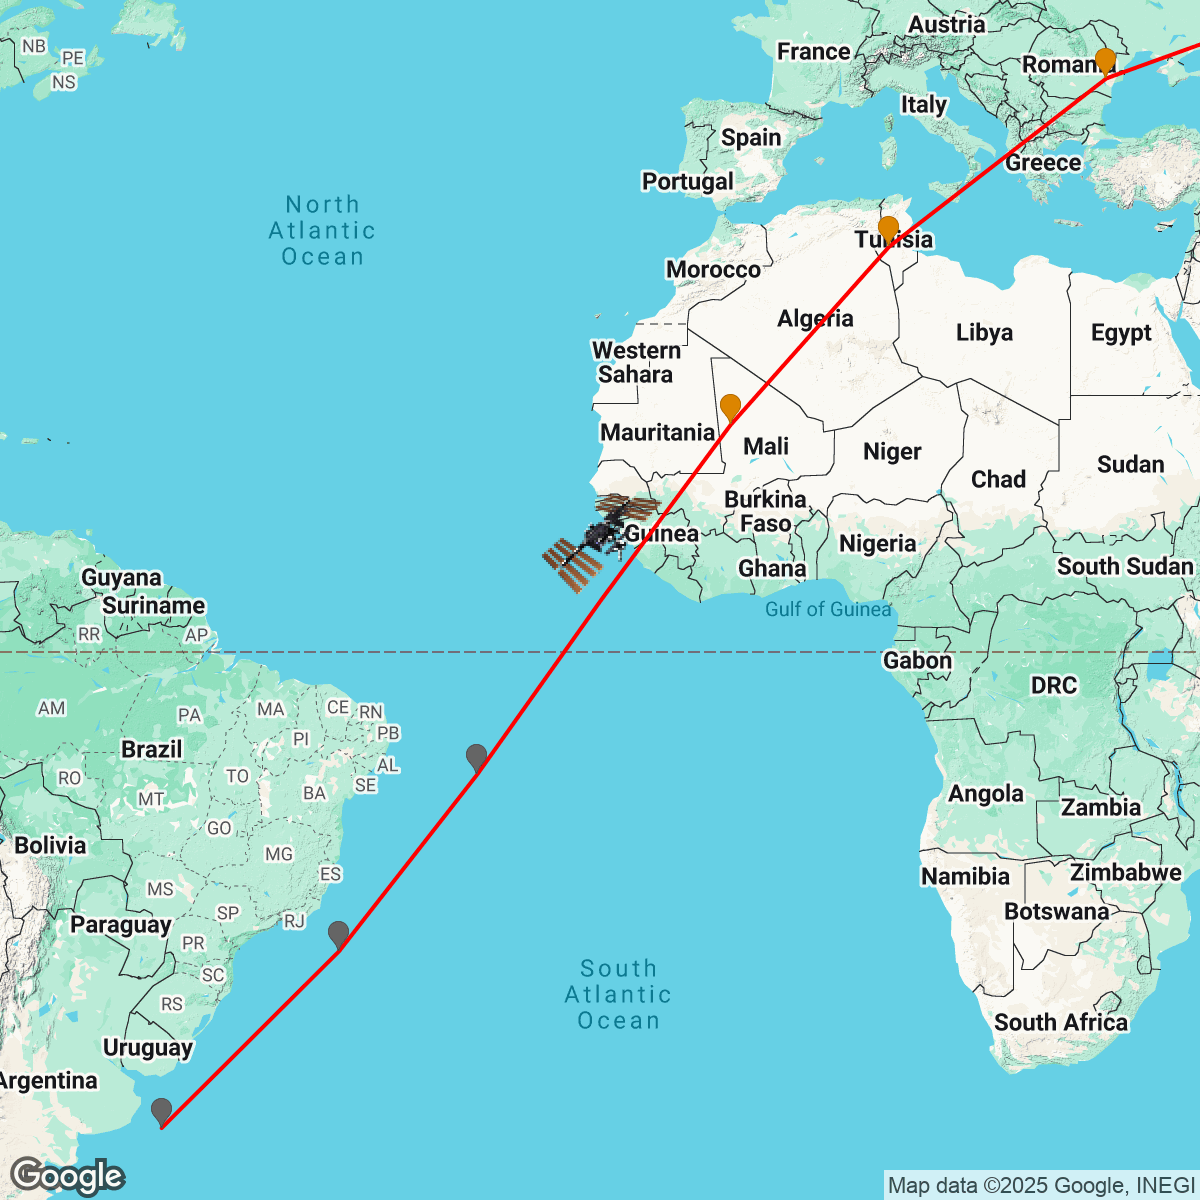 NB
PE
NS
Austria
France
Romania
Italy
Spain
Greece
Portugal
North
Atlantic
Ocean
Tunisia
Morocco
Algeria
Libya
Egypt
Western
Sahara
Mauritania
Mali
Niger
Chad
Sudan
Burkina
Faso
Guinea
Nigeria
Ghana
South Sudan
Guyana
Suriname
Gulf of Guinea
RR
AP
Gabon
DRC
AM
PA
MA
CE
RN
PB
PI
Brazil
AL
RO
TO
SE
MT
BA
Angola
Zambia
GO
Bolivia
MG
ES
Namibia
Zimbabwe
MS
SP
RJ
Botswana
Paraguay
PR
SC
South
Atlantic
Ocean
RS
South Africa
Uruguay
Argentina
Google
Map data ©2025 Google, INEGI